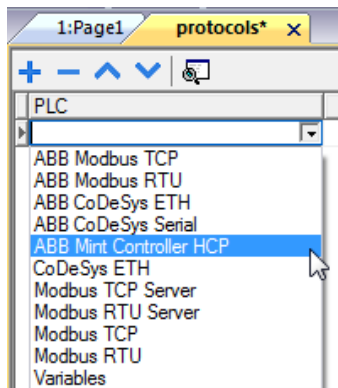 1:Page1 protocols*
PLC
ABB Modbus TCP
ABB Modbus RTU
ABB CoDeSys ETH
ABB CoDeSys Serial
ABB Mint Controller HCP
CoDeSys ETH
Modbus TCP Server
Modbus RTU Server
Modbus TCP
Modbus RTU
Variables